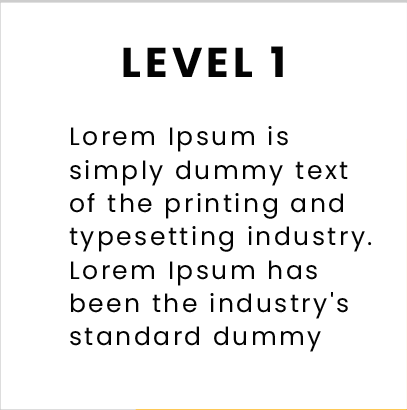 LEVEL 1
Lorem Ipsum is
simply dummy text
of the printing and
typesetting industry.
Lorem Ipsum has
been the industry's
standard dummy